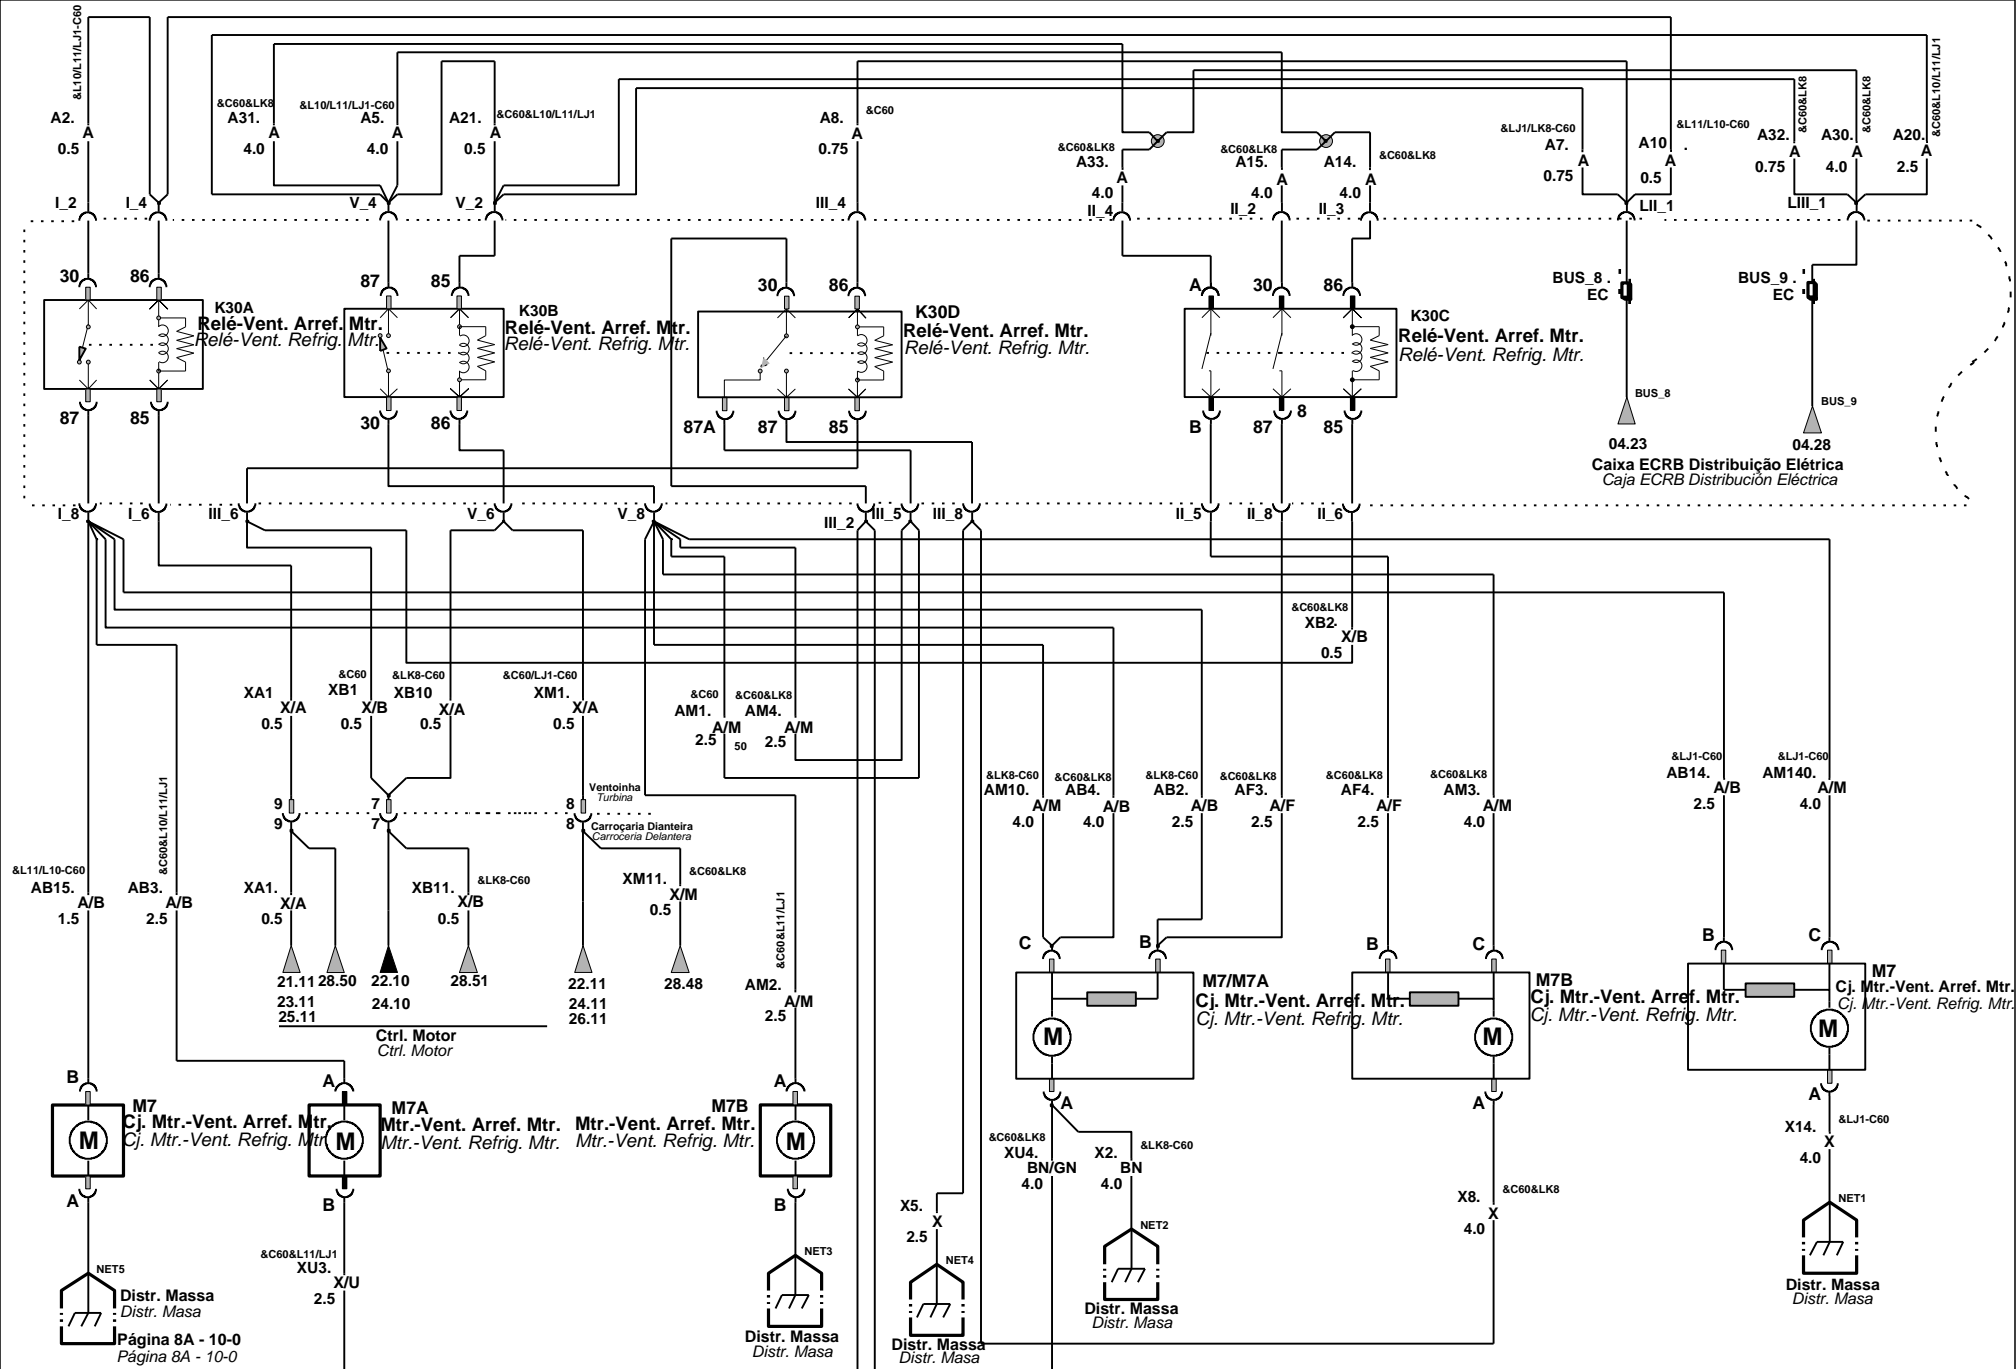 &L10/L11/LJ1-C60
A2.
A
0.5
&C60&LK8
A31.
A
4.0
&L10/L11/LJ1-C60
A5.
A
4.0
A21.
&C60&L10/L11/LJ1
A
0.5
A8.
&C60
A
0.75
&C60&LK8
A33.
A
4.0
&C60&LK8
A15.
A
4.0
A14.
&C60&LK8
A
4.0
&LJ1/LK8-C60
A7.
A
0.75
&L11/L10-C60
A10 .
A
0.5
&C60&LK8
A32.
A
0.75
&C60&LK8
A30.
A
4.0
&C60&L10/L11/LJ1
A20.
A
2.5
I_2
I_4
V_4
V_2
III_4
II_4
II_2
II_3
LII_1
LIII_1
30
86
87
85
30
86
A
30
86
BUS_8 .
EC
BUS_9 .
EC
K30A
Relé-Vent. Arref. Mtr.
Relé-Vent. Refrig. Mtr.
K30B
Relé-Vent. Arref. Mtr.
Relé-Vent. Refrig. Mtr.
K30D
Relé-Vent. Arref. Mtr.
Relé-Vent. Refrig. Mtr.
K30C
Relé-Vent. Arref. Mtr.
Relé-Vent. Refrig. Mtr.
87
85
30
86
87A
87
85
B
87
8
85
BUS_8
04.23
BUS_9
04.28
Caixa ECRB Distribuição Elétrica
Caja ECRB Distribución Eléctrica
I_8
I_6
III_6
V_6
V_8
III_2
III_5
III_8
II_5
II_8
II_6
&C60&LK8
XB2.
X/B
0.5
XA1
X/A
0.5
&C60
XB1
X/B
0.5
&LK8-C60
XB10
X/A
0.5
&C60/LJ1-C60
XM1.
X/A
0.5
&C60
AM1.
A/M
2.5
50
&C60&LK8
AM4.
A/M
2.5
&LK8-C60
AM10.
A/M
4.0
&C60&LK8
AB4.
A/B
4.0
&LK8-C60
AB2.
A/B
2.5
&C60&LK8
AF3.
A/F
2.5
&C60&LK8
AF4.
A/F
2.5
&C60&LK8
AM3.
A/M
4.0
&LJ1-C60
AB14.
A/B
2.5
&LJ1-C60
AM140.
A/M
4.0
9
7
8
Ventoinha
Turbina
9
7
8
Carroçaria Dianteira
Carroceria Delantera
&L11/L10-C60
AB15.
A/B
1.5
&C60&L10/L11/LJ1
AB3.
A/B
2.5
XA1.
X/A
0.5
XB11.
&LK8-C60
X/B
0.5
XM11.
&C60&LK8
X/M
0.5
21.11
23.11
25.11
28.50
22.10
24.10
28.51
22.11
24.11
26.11
28.48
Ctrl. Motor
Ctrl. Motor
&C60&L11/LJ1
AM2.
A/M
2.5
C
B
B
C
B
C
M7/M7A
Cj. Mtr.-Vent. Arref. Mtr.
Cj. Mtr.-Vent. Refrig. Mtr.
M
M7B
Cj. Mtr.-Vent. Arref. Mtr.
Cj. Mtr.-Vent. Refrig. Mtr.
M
M7
Cj. Mtr.-Vent. Arref. Mtr.
Cj. Mtr.-Vent. Refrig. Mtr.
M
A
A
A
B
A
A
M7
Cj. Mtr.-Vent. Arref. Mtr.
Cj. Mtr.-Vent. Refrig. Mtr.
M
M7A
Mtr.-Vent. Arref. Mtr.
Mtr.-Vent. Refrig. Mtr.
M
M7B
Mtr.-Vent. Arref. Mtr.
Mtr.-Vent. Refrig. Mtr.
M
A
B
B
&C60&LK8
XU4.
BN/GN
4.0
&LK8-C60
X2.
BN
4.0
&C60&LK8
X8.
X
4.0
&LJ1-C60
X14.
X
4.0
X5.
X
2.5
&C60&L11/LJ1
XU3.
X/U
2.5
NET5
Distr. Massa
Distr. Masa
Página 8A - 10-0
Página 8A - 10-0
NET3
Distr. Massa
Distr. Masa
NET4
Distr. Massa
Distr. Masa
NET2
Distr. Massa
Distr. Masa
NET1
Distr. Massa
Distr. Masa